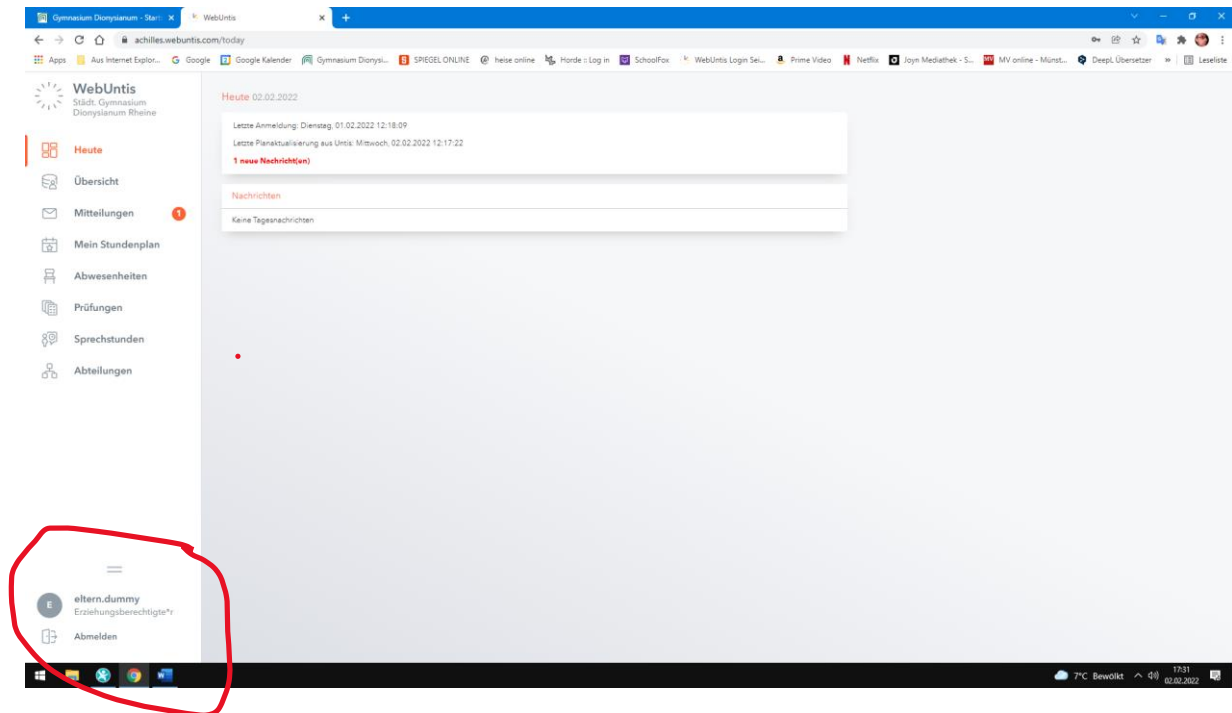 Gymnasium Dionysianum - Start
WebUntis
achilles.webuntis.com/today
Apps Aus Internet Explor... Google Google Kalender Gymnasium Dionysi... SPIEGEL ONLINE heise online Horde :: Log in SchoolFox WebUntis Login Sei... Prime Video Netflix Joyn Mediathek - S... MV online - Münst... DeepL Übersetzer » Leseliste
WebUntis
Städt. Gymnasium
Dionysianum Rheine
Heute
Übersicht
Mitteilungen 1
Mein Stundenplan
Abwesenheiten
Prüfungen
Sprechstunden
Abteilungen
Heute 02.02.2022
Letzte Anmeldung: Dienstag, 01.02.2022 12:18:09
Letzte Planaktualisierung aus Untis: Mittwoch, 02.02.2022 12:17:22
1 neue Nachricht(en)
Nachrichten
Keine Tagesnachrichten
E
eltern.dummy
Erziehungsberechtigte*r
Abmelden
7°C Bewölkt
17:31
02.02.2022